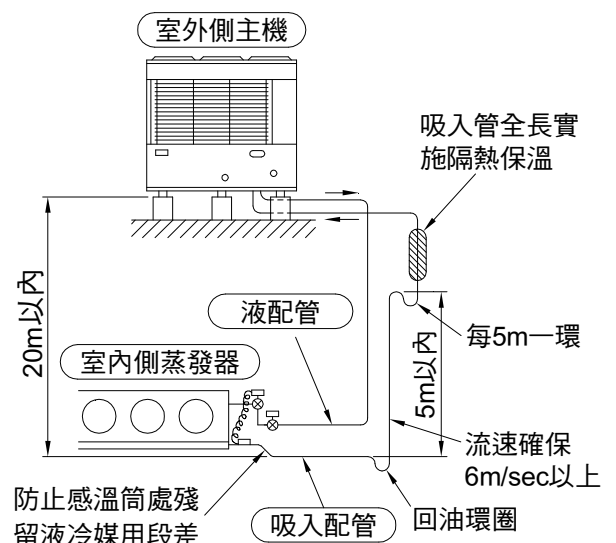 室外側主機
吸入管全長實
施隔熱保溫
20m以內
液配管
每5m一環
5m以內
室內側蒸發器
流速確保
6m/sec以上
防止感溫筒處殘
留液冷媒用段差
吸入配管
回油環圈